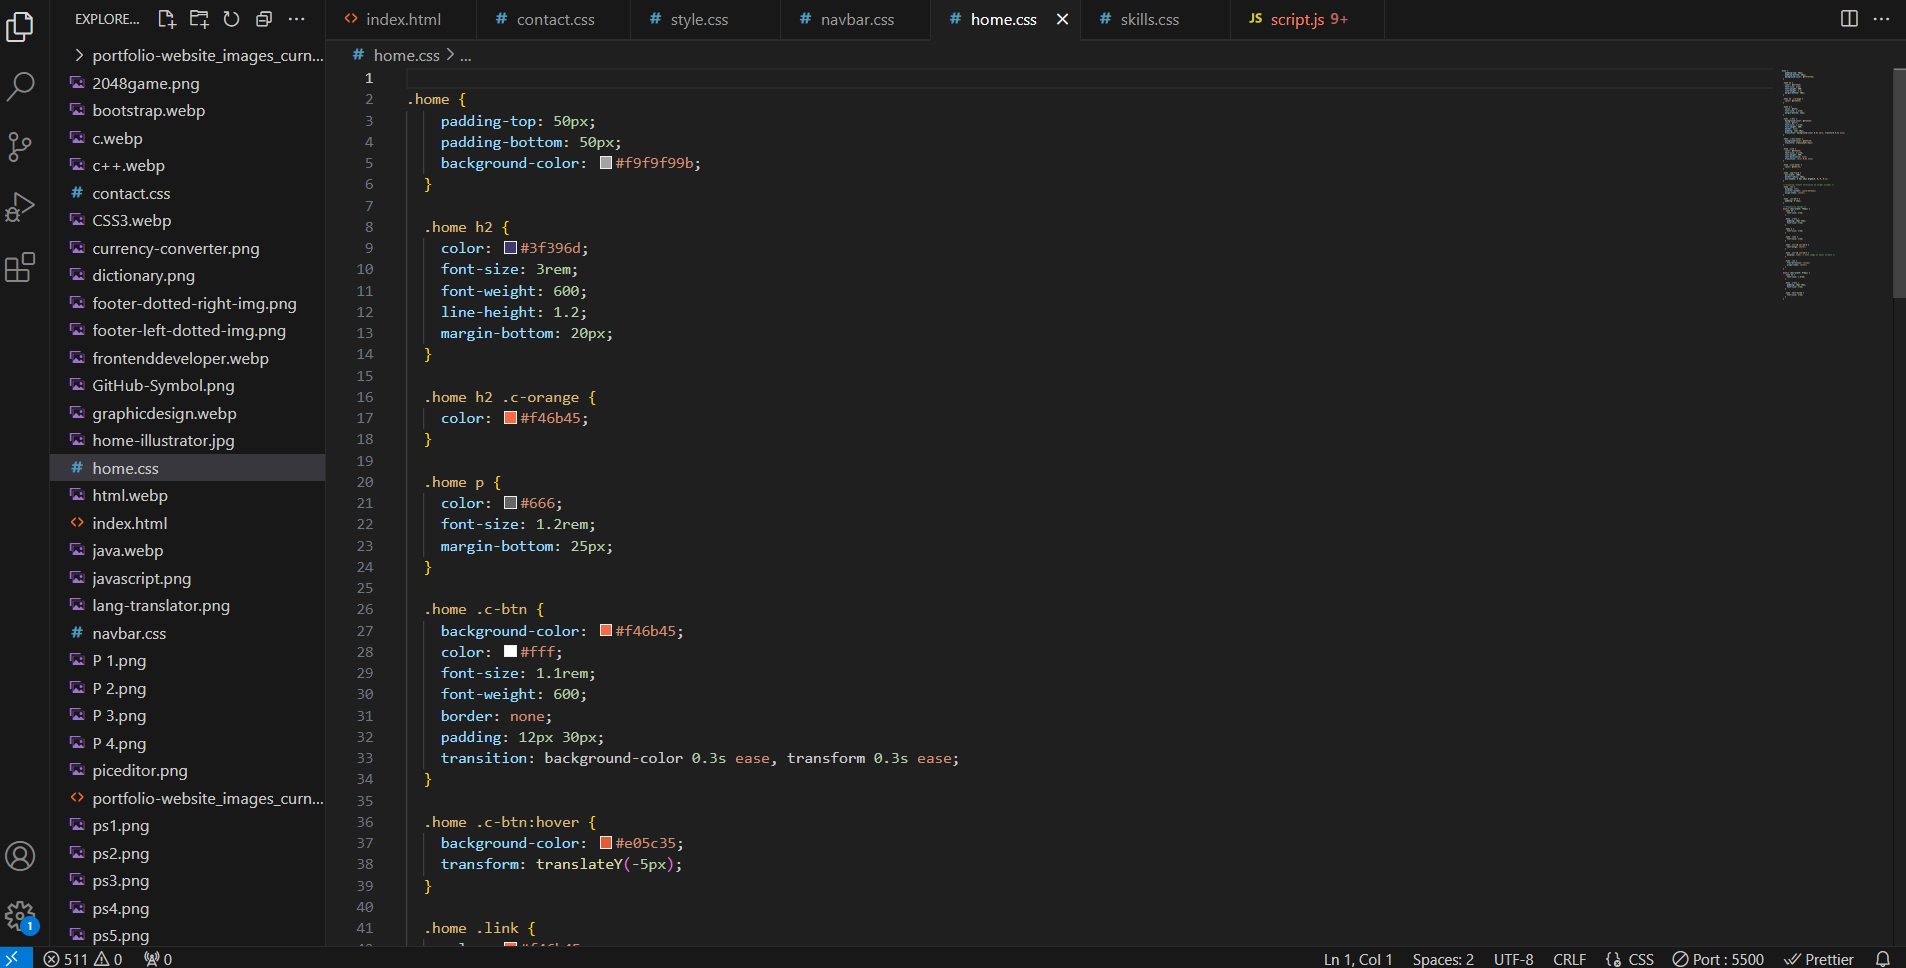 EXPLORE...
index.html
contact.css
style.css
navbar.css
home.css
skills.css
JS script.js 9+
portfolio-website_images_curn...
2048game.png
bootstrap.webp
c.webp
c++.webp
contact.css
CSS3.webp
currency-converter.png
dictionary.png
footer-dotted-right-img.png
footer-left-dotted-img.png
frontenddeveloper.webp
GitHub-Symbol.png
graphicdesign.webp
home-illustrator.jpg
home.css
html.webp
index.html
java.webp
javascript.png
lang-translator.png
navbar.css
P 1.png
P 2.png
P 3.png
P 4.png
piceditor.png
portfolio-website_images_curn...
ps1.png
ps2.png
ps3.png
ps4.png
ps5.png
# home.css > ...
1
2 .home {
3 padding-top: 50px;
4 padding-bottom: 50px;
5 background-color: #f9f9f99b;
6 }
7
8 .home h2 {
9 color: #3f396d;
10 font-size: 3rem;
11 font-weight: 600;
12 line-height: 1.2;
13 margin-bottom: 20px;
14 }
15
16 .home h2 .c-orange {
17 color: #f46b45;
18 }
19
20 .home p {
21 color: #666;
22 font-size: 1.2rem;
23 margin-bottom: 25px;
24 }
25
26 .home .c-btn {
27 background-color: #f46b45;
28 color: #fff;
29 font-size: 1.1rem;
30 font-weight: 600;
31 border: none;
32 padding: 12px 30px;
33 transition: background-color 0.3s ease, transform 0.3s ease;
34 }
35
36 .home .c-btn:hover {
37 background-color: #e05c35;
38 transform: translateY(-5px);
39 }
40
41 .home .link {
1
511 0 0
Ln 1, Col 1 Spaces: 2 UTF-8 CRLF CSS Port : 5500 Prettier